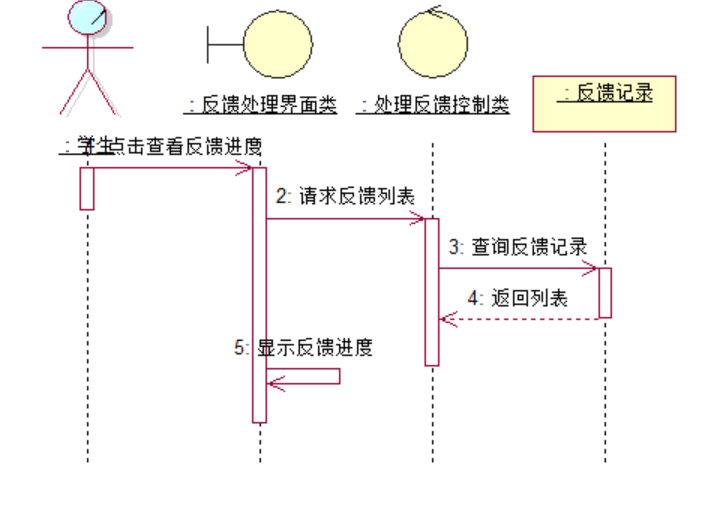 : 反馈处理界面类
: 处理反馈控制类
: 反馈记录
: 学生
点击查看反馈进度
2: 请求反馈列表
3: 查询反馈记录
4: 返回列表
5: 显示反馈进度